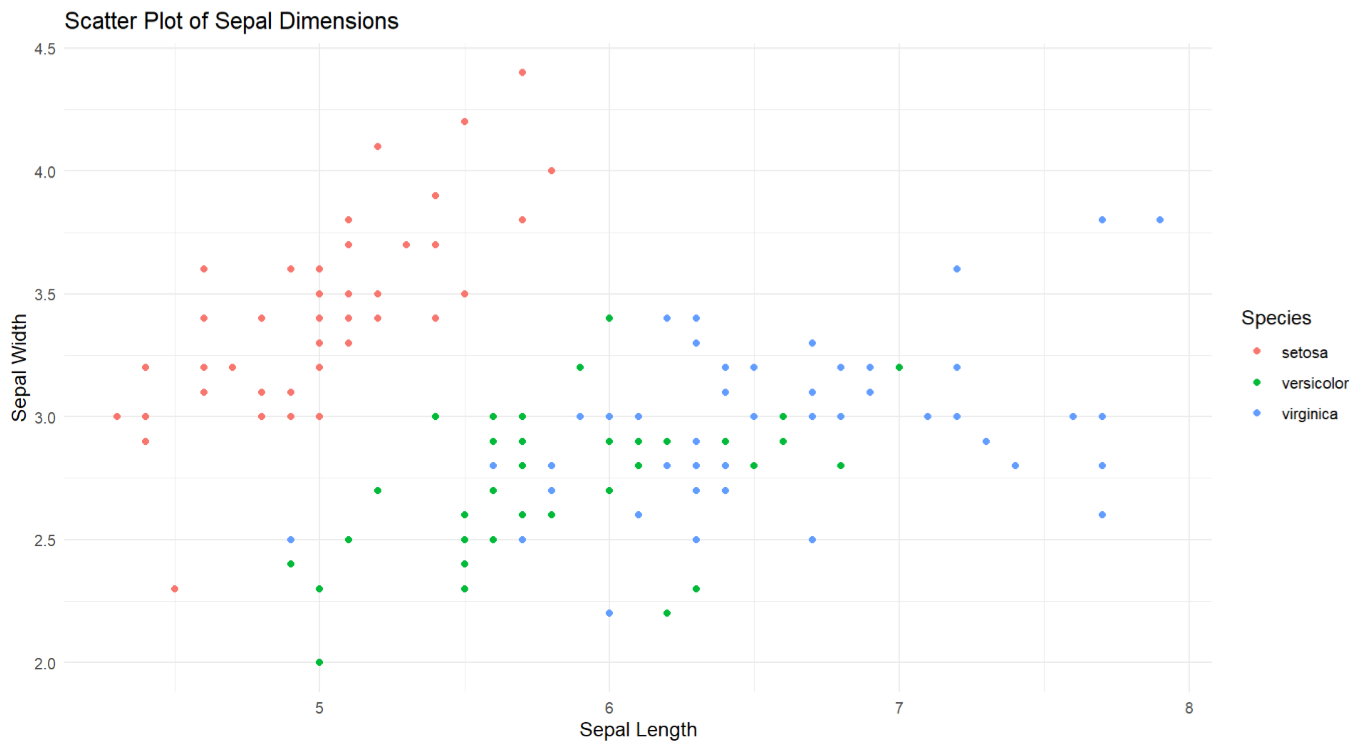 Scatter Plot of Sepal Dimensions
4.5
4.0
3.5
3.0
2.5
2.0
Sepal Width
5 6 7 8
Sepal Length
Species
setosa
versicolor
virginica